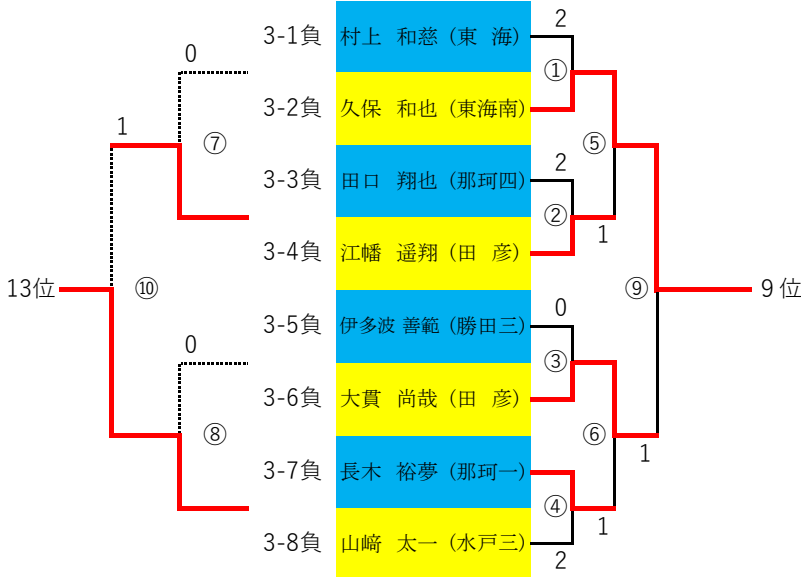 3-1負 村上 和慈 (東 海) 2
0 ①
3-2負 久保 和也 (東海南)
1 ⑦ ⑤
3-3負 田口 翔也 (那珂四) 2
②
3-4負 江幡 遥翔 (田 彦) 1
13位 ⑩ ⑨ 9位
3-5負 伊多波 善範 (勝田三) 0
0 ③
3-6負 大貫 尚哉 (田 彦)
⑧ ⑥
3-7負 長木 裕夢 (那珂一) 1
④
3-8負 山﨑 太一 (水戸三) 1
2